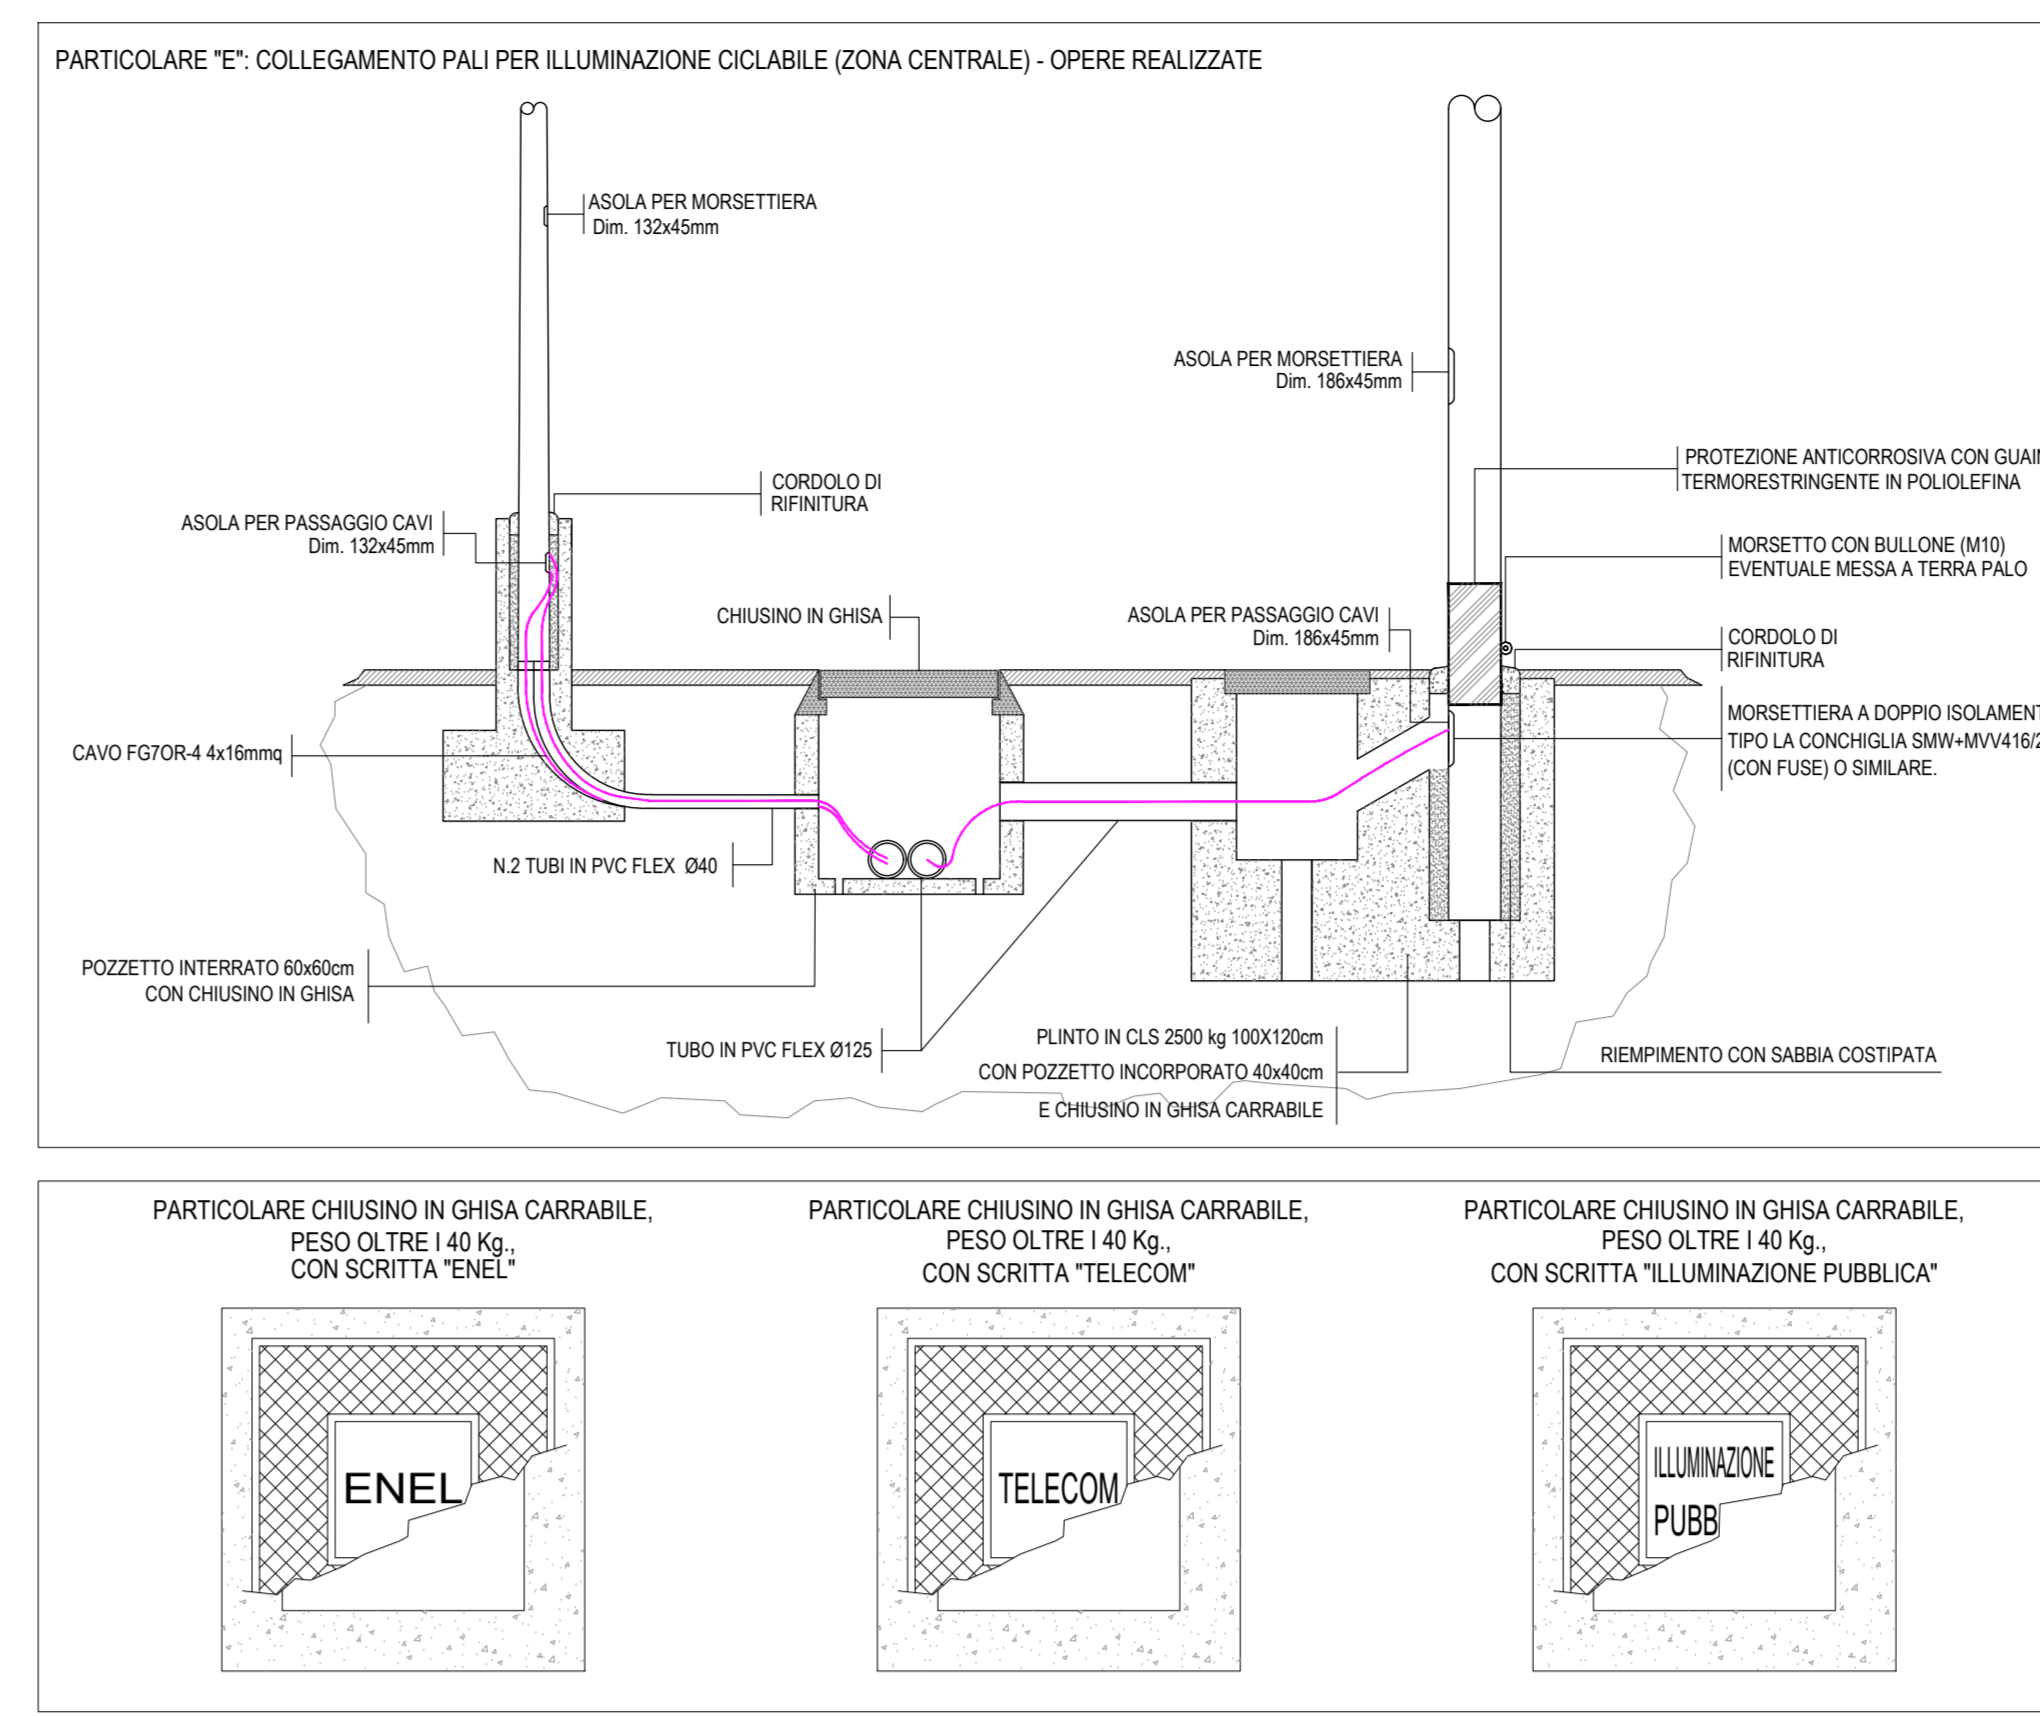 PARTICOLARE "E": COLLEGAMENTO PALI PER ILLUMINAZIONE CICLABILE (ZONA CENTRALE) - OPERE REALIZZATE
ASOLA PER MORSETTIERA
Dim. 132x45mm
ASOLA PER MORSETTIERA
Dim. 186x45mm
PROTEZIONE ANTICORROSIVA CON
TERMORESTRINGENTE IN POLIOLEFINA
CORDOLO DI
RIFINITURA
ASOLA PER PASSAGGIO CAVI
Dim. 132x45mm
MORSETTO CON BULLONE (M10)
EVENTUALE MESSA A TERRA PALO
CHIUSINO IN GHISA
ASOLA PER PASSAGGIO CAVI
Dim. 186x45mm
CORDOLO DI
RIFINITURA
MORSETTIERA A DOPPIO
TIPO LA CONCHIGLIA
(CON FUSE) O SIMILARE.
CAVO FG7OR-4 4x16mmq
N.2 TUBI IN PVC FLEX Ø40
POZZETTO INTERRATO 60x60cm
CON CHIUSINO IN GHISA
TUBO IN PVC FLEX Ø125
PLINTO IN CLS 2500 kg 100X120cm
CON POZZETTO INCORPORATO 40x40cm
E CHIUSINO IN GHISA CARRABILE
RIEMPIMENTO CON SABBIA COSTIPATA
PARTICOLARE CHIUSINO IN GHISA CARRABILE,
PESO OLTRE I 40 Kg.,
CON SCRITTA "ENEL"
ENEL
PARTICOLARE CHIUSINO IN GHISA CARRABILE,
PESO OLTRE I 40 Kg.,
CON SCRITTA "TELECOM"
TELECOM
PARTICOLARE CHIUSINO IN GHISA CARRABILE,
PESO OLTRE I 40 Kg.,
CON SCRITTA "ILLUMINAZIONE PUBBLICA"
ILLUMINAZIONE
PUBB